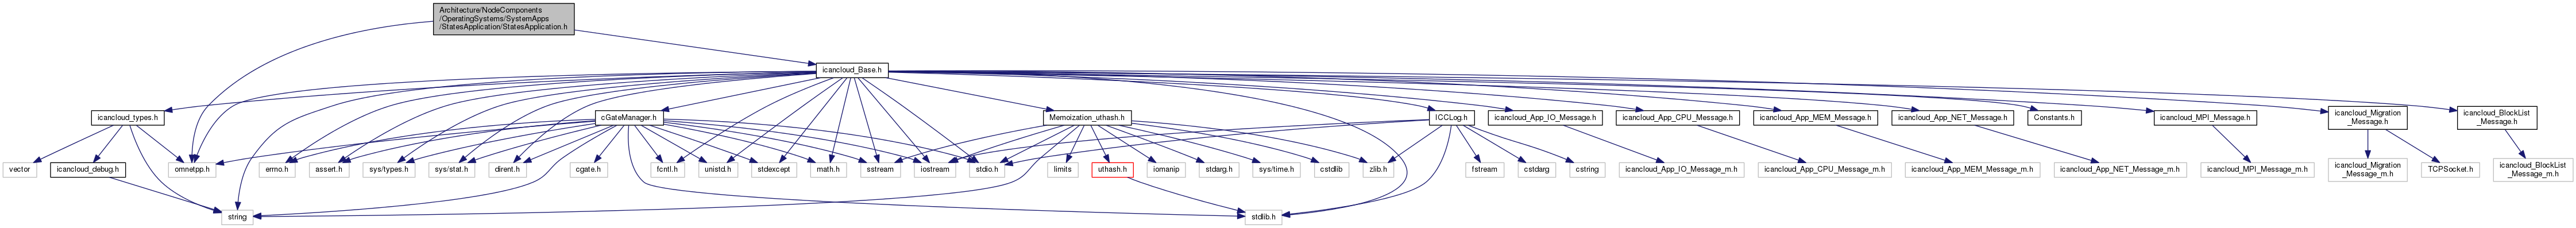 Architecture/NodeComponents
/OperatingSystems/SystemApps
/StatesApplication/StatesApplication.h
icancloud_Base.h
icancloud_types.h
cGateManager.h
Memoization_uthash.h
ICCLog.h
icancloud_App_IO_Message.h
icancloud_App_CPU_Message.h
icancloud_App_MEM_Message.h
icancloud_App_NET_Message.h
Constants.h
icancloud_MPI_Message.h
icancloud_Migration
_Message.h
icancloud_BlockList
_Message.h
vector
icancloud_debug.h
omnetpp.h
errno.h
assert.h
sys/types.h
sys/stat.h
dirent.h
cgate.h
fcntl.h
unistd.h
stdexcept
math.h
sstream
iostream
stdio.h
limits
uthash.h
iomanip
stdarg.h
sys/time.h
cstdlib
zlib.h
fstream
cstdarg
cstring
icancloud_App_IO_Message_m.h
icancloud_App_CPU_Message_m.h
icancloud_App_MEM_Message_m.h
icancloud_App_NET_Message_m.h
icancloud_MPI_Message_m.h
icancloud_Migration
_Message_m.h
TCPSocket.h
icancloud_BlockList
_Message_m.h
string
stdlib.h